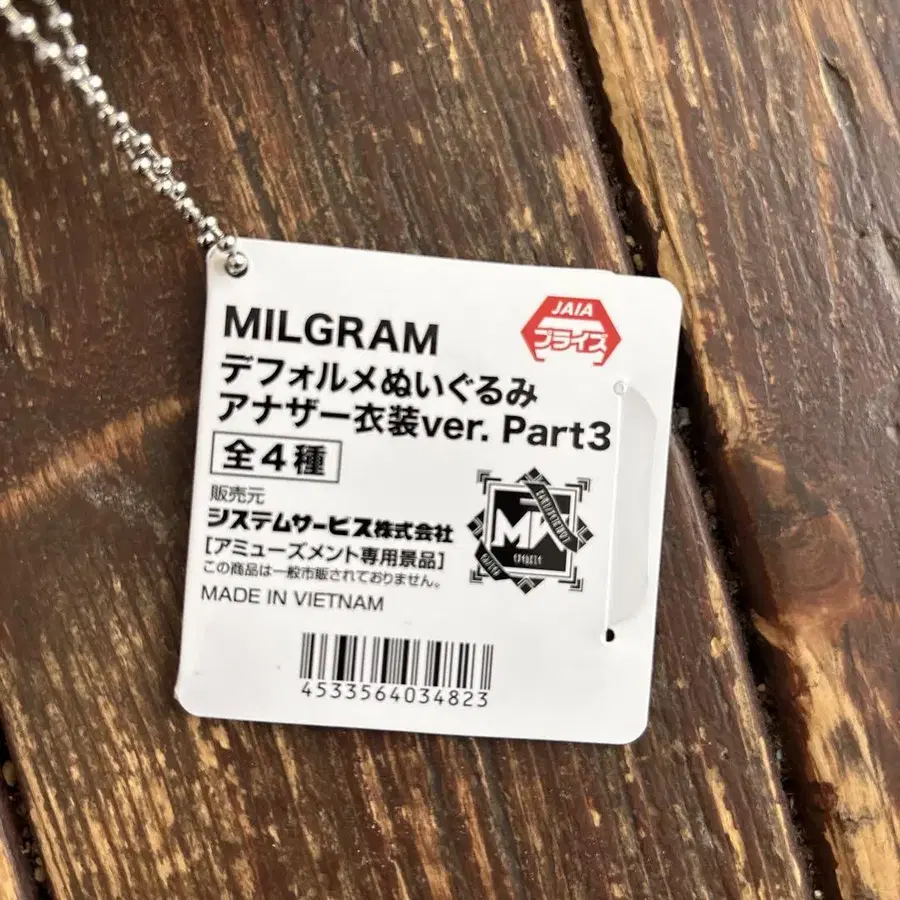 JAIA
プライズ
MILGRAM
デフォルメぬいぐるみ
アナザー衣装ver. Part3
全4種
販売元
システムサービス株式会社
[アミューズメント専用景品]
この商品は一般市販されておりません。
MADE IN VIETNAM
4533564034823